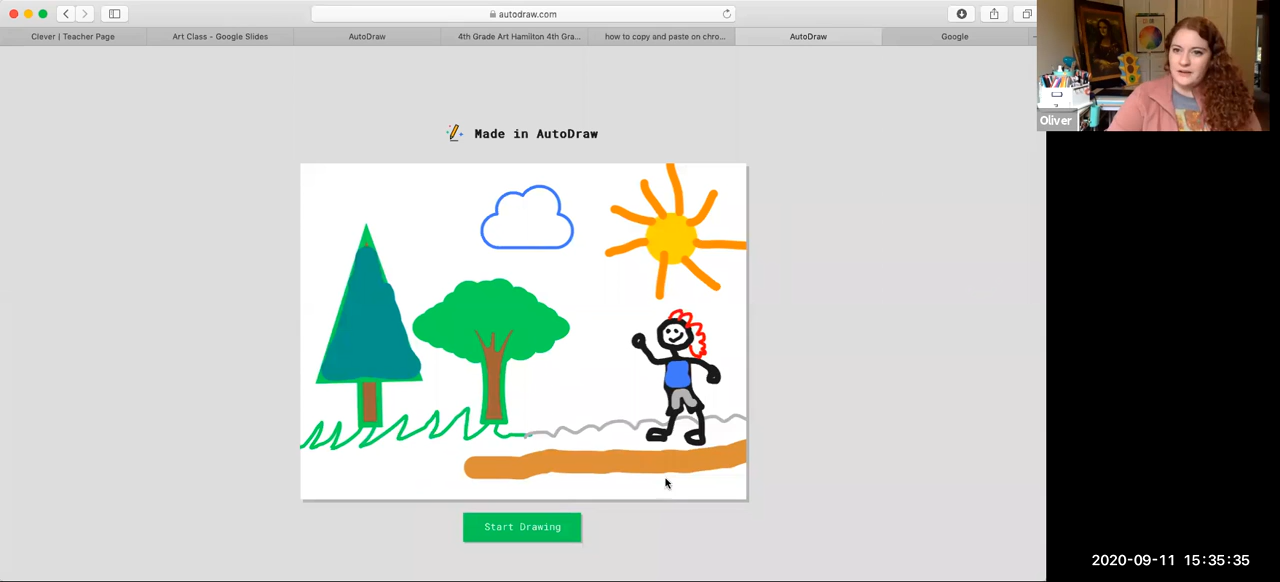 autodraw.com
Clever | Teacher Page
Art Class - Google Slides
AutoDraw
4th Grade Art Hamilton 4th Gra...
how to copy and paste on chro...
AutoDraw
Google
Oliver
Made in AutoDraw
Start Drawing
2020-09-11 15:35:35